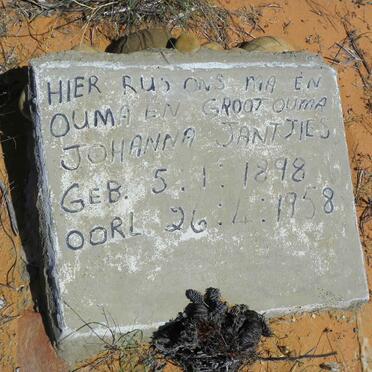 HIER RUS ONS MA EN
OUMA EN GROOT OUMA
JOHANNA JANTJIES
GEB. 5:1:1898
OORL 26:4:1958